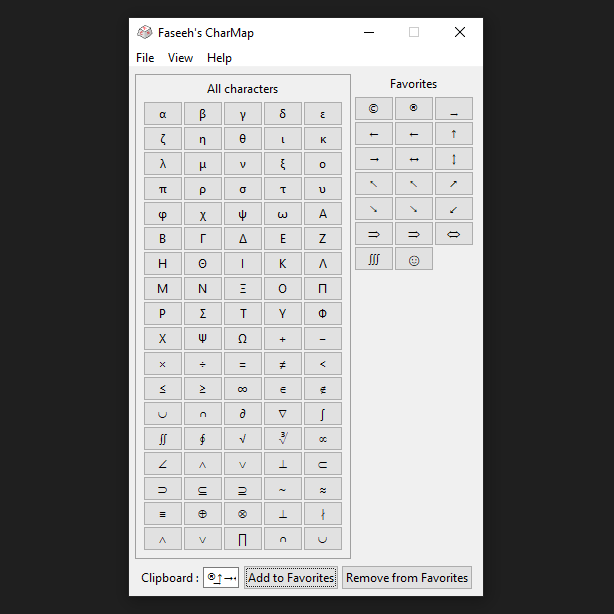 Faseeh's CharMap
File View Help
All characters
Favorites
α β γ δ ε
ζ η θ ι κ
λ μ ν ξ ο
π ρ σ τ υ
φ χ ψ ω Α
Β Γ Δ Ε Ζ
Η Θ Ι Κ Λ
Μ Ν Ξ Ο Π
Ρ Σ Τ Υ Φ
Χ Ψ Ω + −
× ÷ = ≠ <
≤ ≥ ∞ ∊ ∉
∪ ∩ ∂ ∇ ∫
∬ ∮ √ ∛ ∝
∠ ∧ ∨ ⊥ ⊂
⊃ ⊆ ⊇ ~ ≈
≡ ⊕ ⊗ ⊥ ∤
∧ ∨ ∏ ∩ ∪
© ® _
← ← ↑
→ ↔ ↕
↖ ↖ ↗
↘ ↘ ↙
⇒ ⇒ ⇔
∭ ☺
Clipboard : Add to Favorites Remove from Favorites